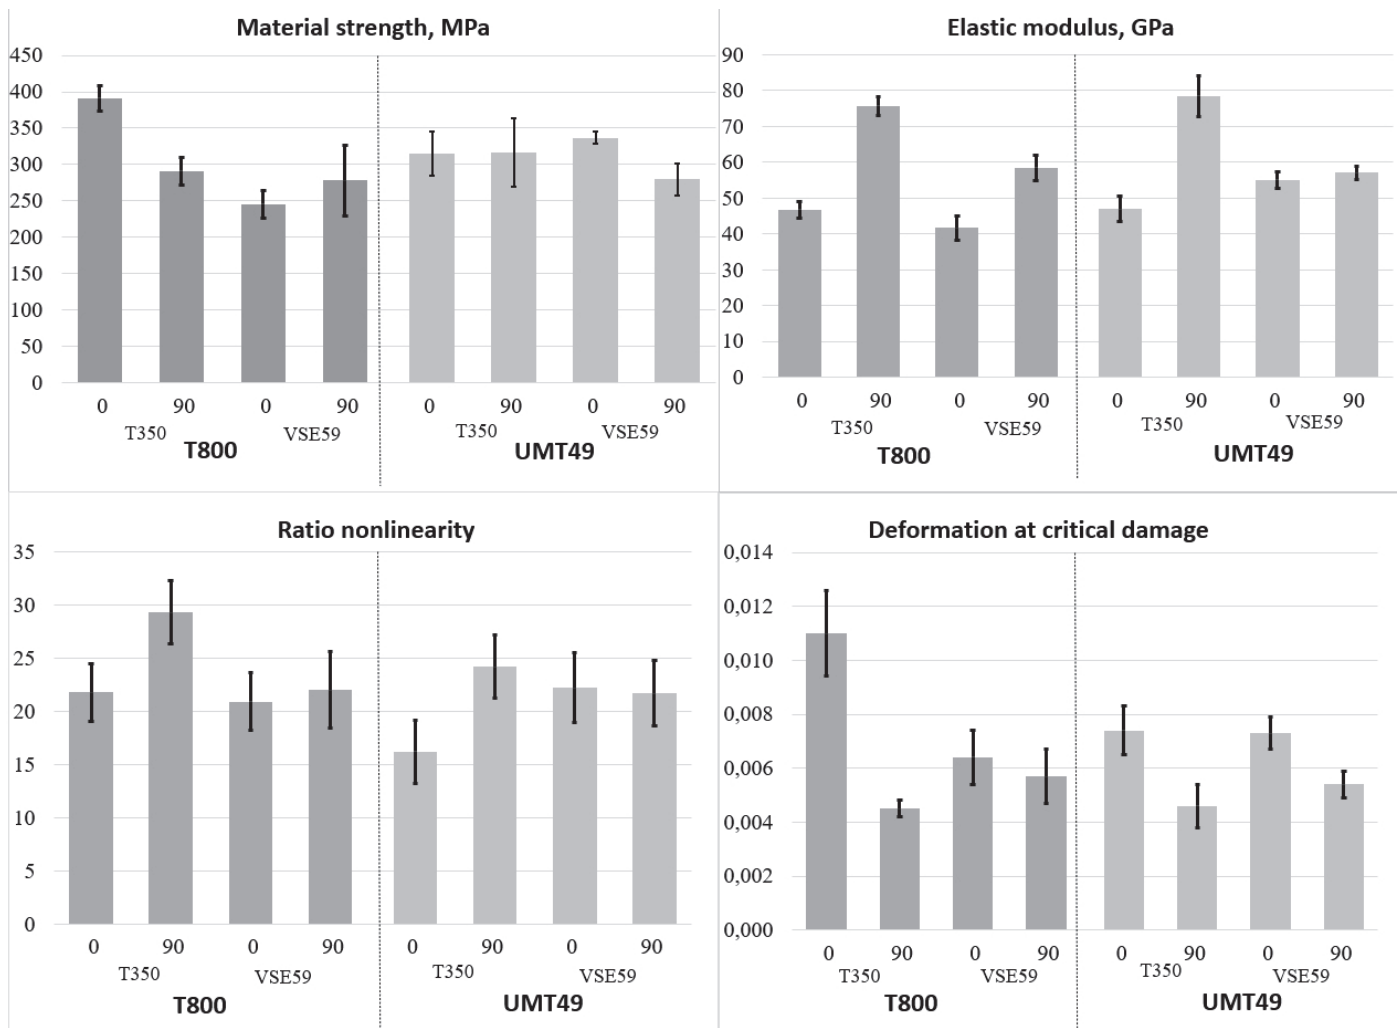 Material strength, MPa
450
400
350
300
250
200
150
100
50
0
0 90 0 90 0 90 0 90
T350 VSE59 T350 VSE59
T800 UMT49
Elastic modulus, GPa
90
80
70
60
50
40
30
20
10
0
0 90 0 90 0 90 0 90
T350 VSE59 T350 VSE59
T800 UMT49
Ratio nonlinearity
35
30
25
20
15
10
5
0
0 90 0 90 0 90 0 90
T350 VSE59 T350 VSE59
T800 UMT49
Deformation at critical damage
0,014
0,012
0,010
0,008
0,006
0,004
0,002
0,000
0 90 0 90 0 90 0 90
T350 VSE59 T350 VSE59
T800 UMT49